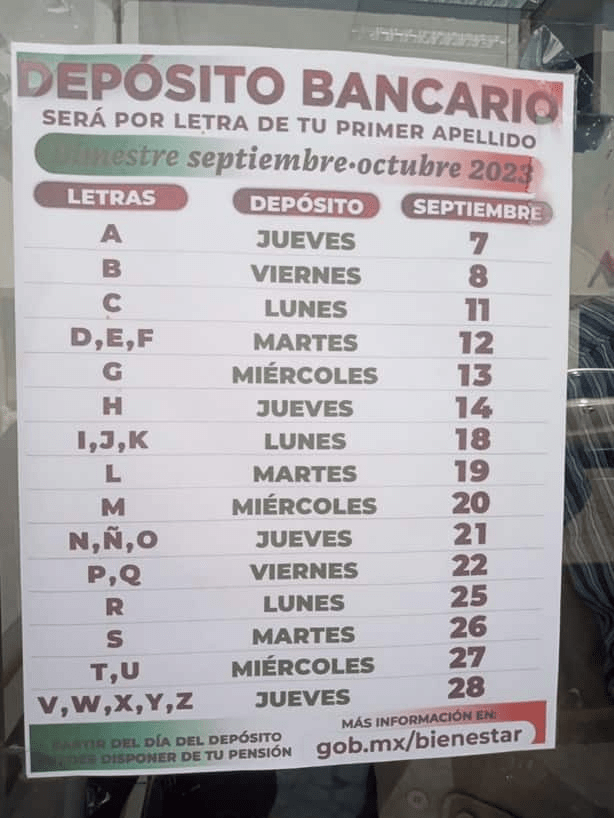 DEPÓSITO BANCARIO
SERÁ POR LETRA DE TU PRIMER APELLIDO
Bimestre septiembre•octubre 2023
LETRAS DEPÓSITO SEPTIEMBRE
A JUEVES 7
B VIERNES 8
C LUNES 11
D,E,F MARTES 12
G MIÉRCOLES 13
H JUEVES 14
I,J,K LUNES 18
L MARTES 19
M MIÉRCOLES 20
N,Ñ,O JUEVES 21
P,Q VIERNES 22
R LUNES 25
S MARTES 26
T,U MIÉRCOLES 27
V,W,X,Y,Z JUEVES 28
PARTIR DEL DÍA DEL DEPÓSITO
DISPONER DE TU PENSIÓN
MÁS INFORMACIÓN EN:
gob.mx/bienestar